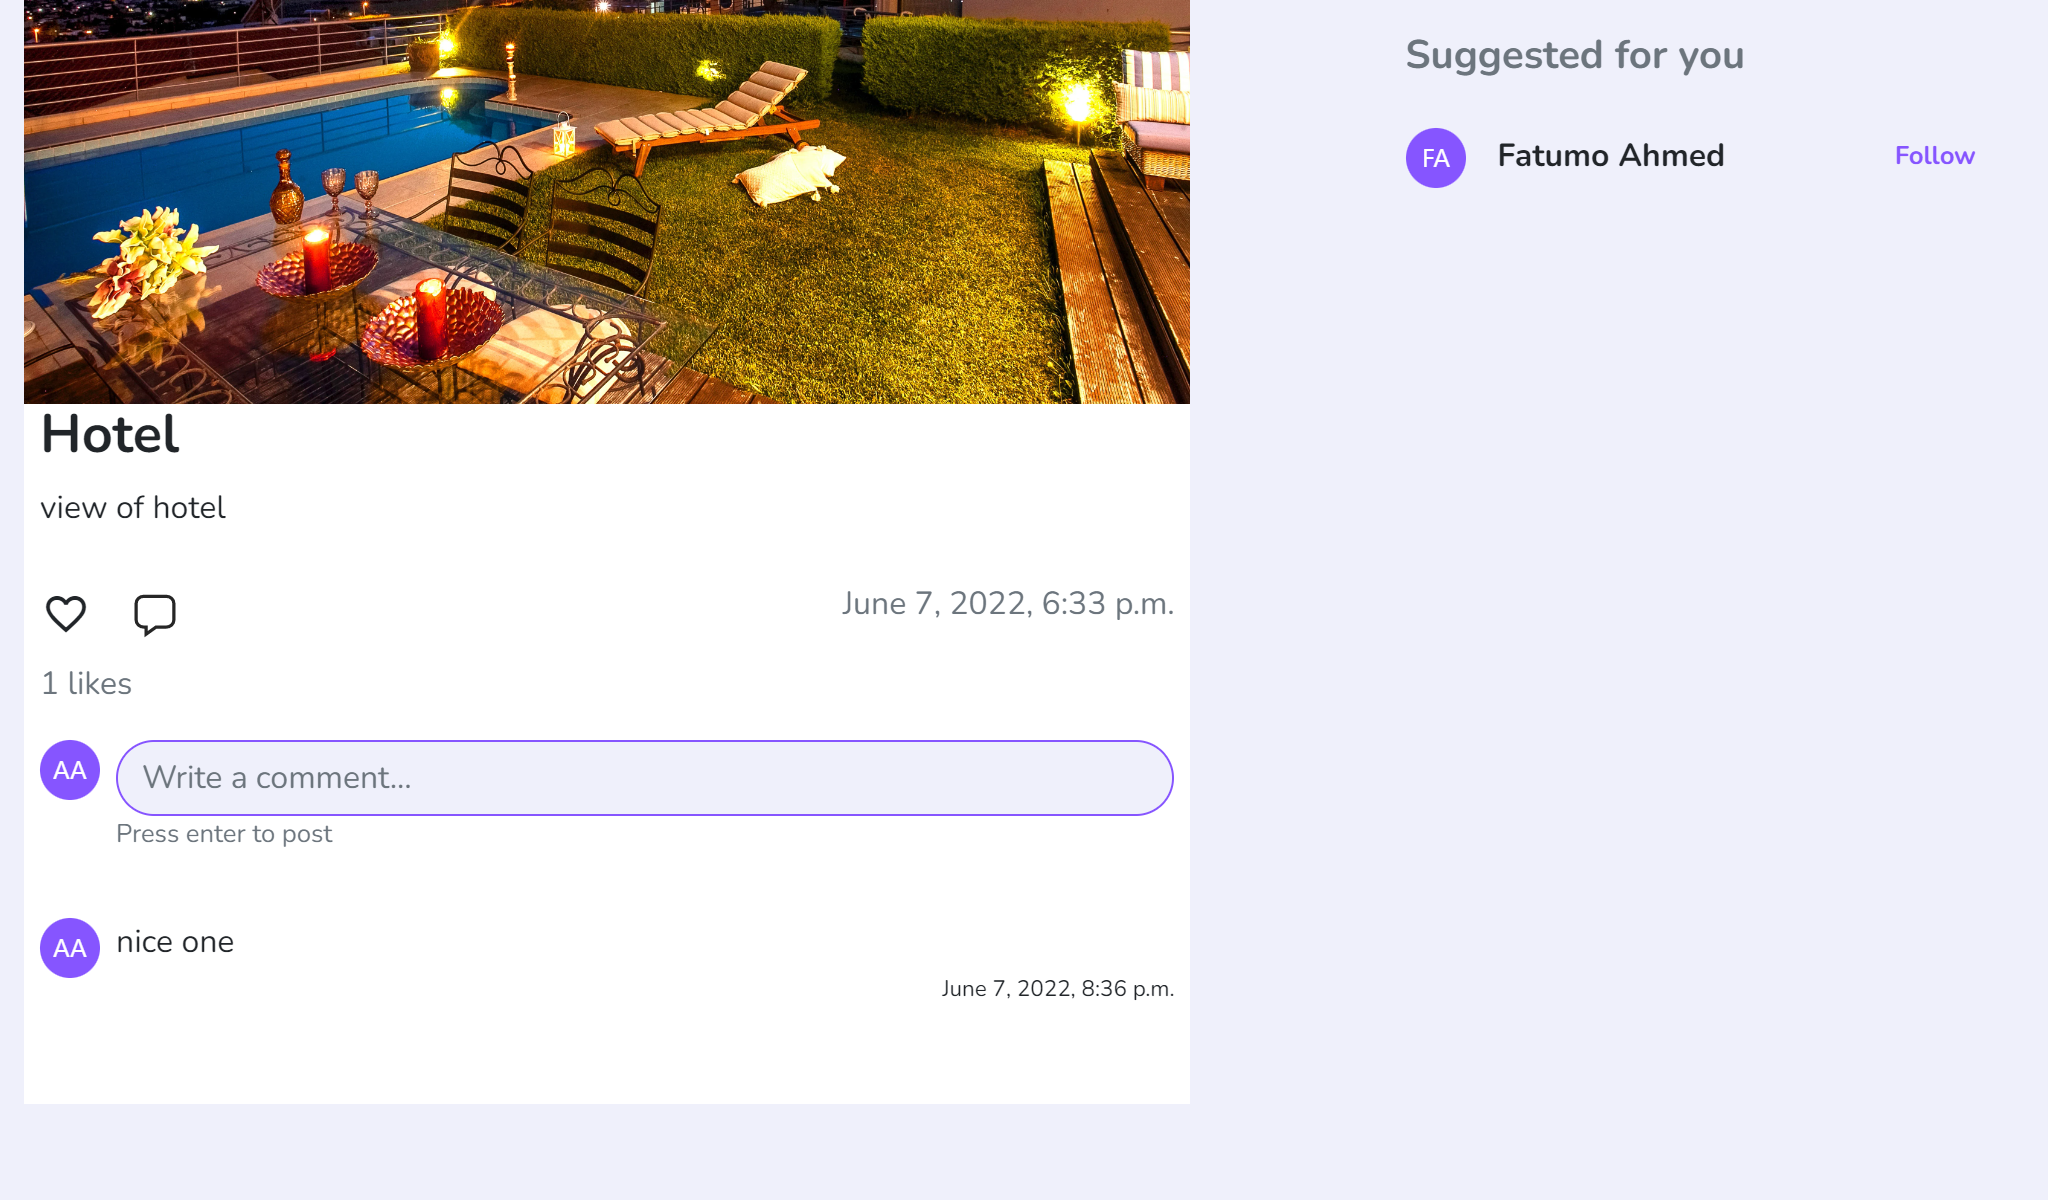 Suggested for you
FA Fatumo Ahmed Follow
Hotel
view of hotel
June 7, 2022, 6:33 p.m.
1 likes
AA Write a comment...
Press enter to post
AA nice one
June 7, 2022, 8:36 p.m.